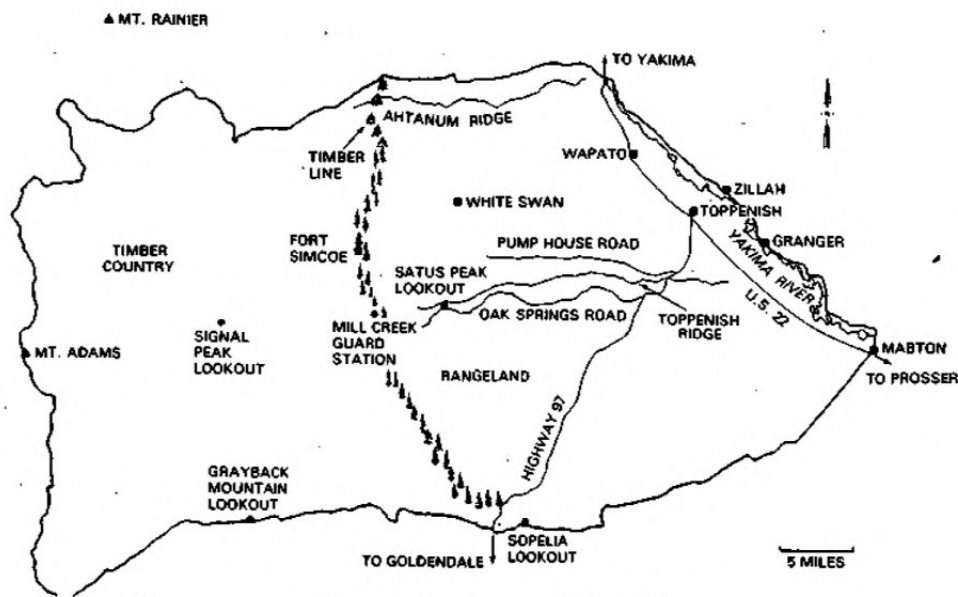 MT. RAINIER
TO YAKIMA
AHTANUM RIDGE
WAPATO
TIMBER
LINE
ZILLAH
WHITE SWAN
TOPPENISH
TIMBER
COUNTRY
FORT
SIMCOE
PUMP HOUSE ROAD
GRANGER
YAKIMA RIVER
SATUS PEAK
LOOKOUT
U.S. 22
OAK SPRINGS ROAD
TOPPENISH
RIDGE
SIGNAL
PEAK
LOOKOUT
MILL CREEK
GUARD
STATION
MT. ADAMS
MABTON
RANGELAND
TO PROSSER
HIGHWAY 97
GRAYBACK
MOUNTAIN
LOOKOUT
SOPELIA
LOOKOUT
TO GOLDENDALE
5 MILES